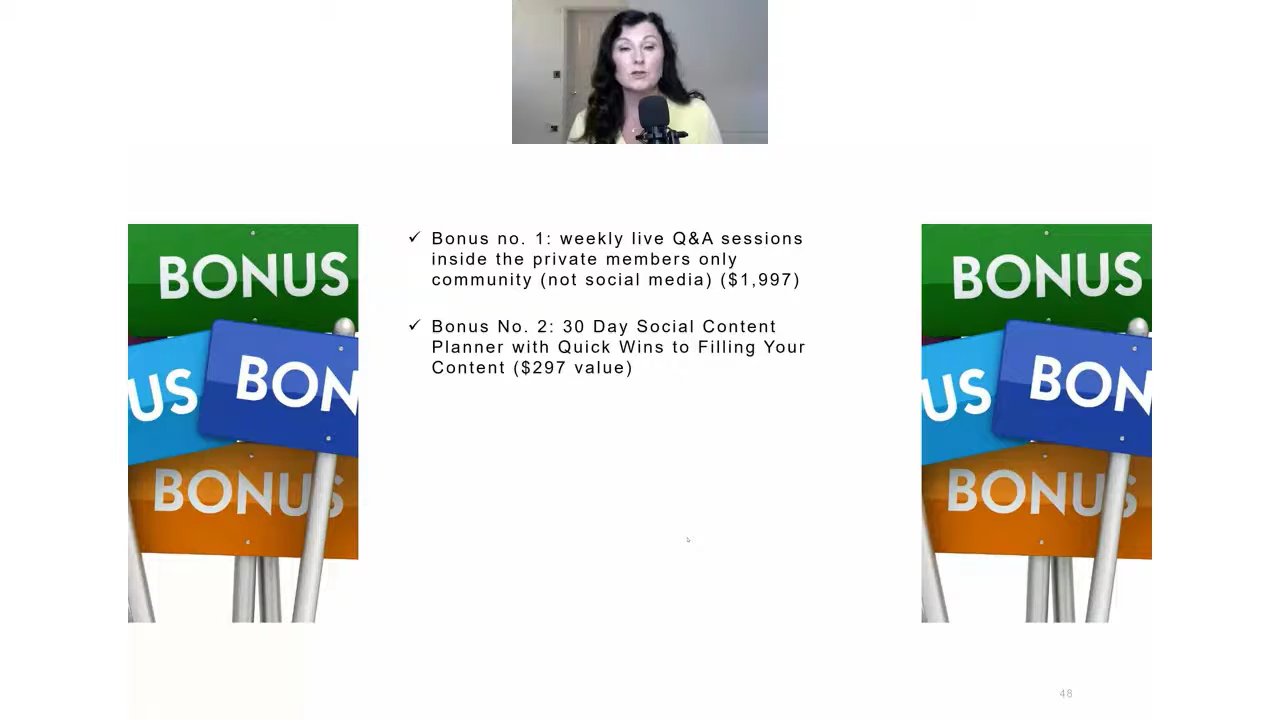 ✓ Bonus no. 1: weekly live Q&A sessions
inside the private members only
community (not social media) ($1,997)
✓ Bonus No. 2: 30 Day Social Content
Planner with Quick Wins to Filling Your
Content ($297 value)
BONUS
US
BON
BONUS
BONUS
US
BON
BONUS
48